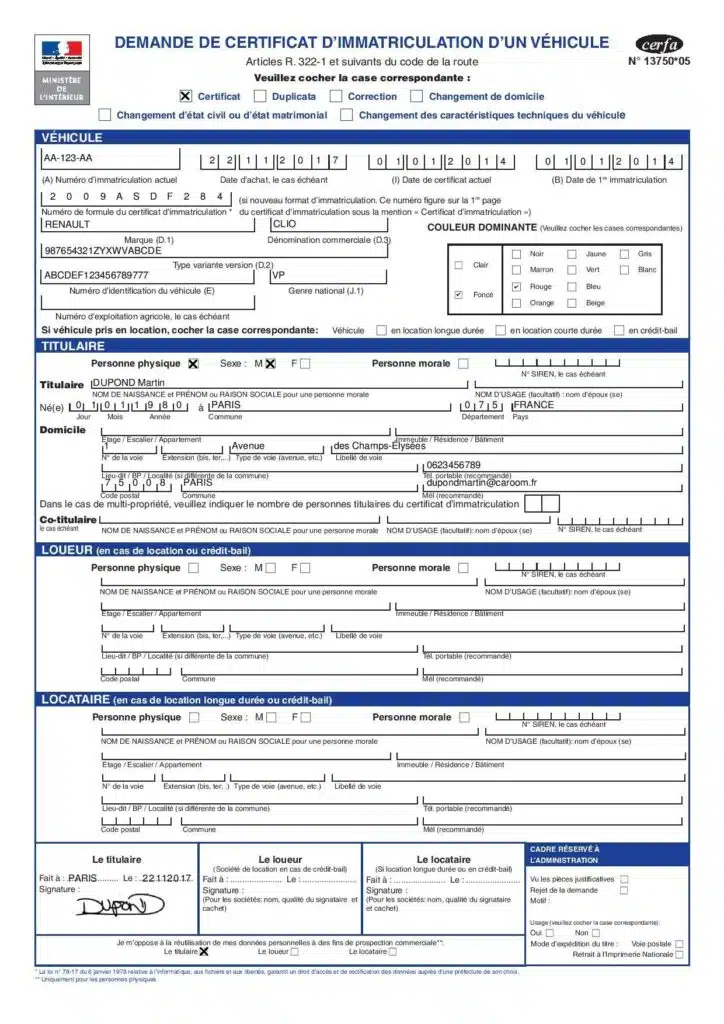 DEMANDE DE CERTIFICAT D'IMMATRICULATION D'UN VÉHICULE
cerfa
Articles R. 322-1 et suivants du code de la route
N° 13750*05
MINISTÈRE
DE
L'INTÉRIEUR
Veuillez cocher la case correspondante :
Certificat Duplicata Correction Changement de domicile
Changement d'état civil ou d'état matrimonial Changement des caractéristiques techniques du véhicule
VÉHICULE
AA-123-AA 2 2 1 1 2 0 1 7 0 1 0 1 2 0 1 4 0 1 0 1 2 0 1 4
(A) Numéro d'immatriculation actuel Date d'achat, le cas échéant (I) Date de certificat actuel (B) Date de 1re immatriculation
2 0 0 9 A S D F 2 8 4 (si nouveau format d'immatriculation. Ce numéro figure sur la 1re page
Numéro de formule du certificat d'immatriculation * du certificat d'immatriculation sous la mention « Certificat d'immatriculation »)
RENAULT CLIO
COULEUR DOMINANTE (Veuillez cocher les cases correspondantes)
Marque (D.1) Dénomination commerciale (D.3)
987654321ZYXWVABCDE
Type variante version (D.2)
ABCDEF123456789777 VP
Numéro d'identification du véhicule (E) Genre national (J.1)
Clair Foncé
Noir Jaune Gris
Marron Vert Blanc
Rouge Bleu
Orange Beige
Numéro d'exploitation agricole, le cas échéant
Si véhicule pris en location, cocher la case correspondante: Véhicule en location longue durée en location courte durée en crédit-bail
TITULAIRE
Personne physique Sexe : M F Personne morale
N° SIREN, le cas échéant
Titulaire DUPOND Martin
NOM DE NAISSANCE et PRÉNOM ou RAISON SOCIALE pour une personne morale NOM D'USAGE (facultatif) : nom d'époux (se)
Né(e) 0 1 0 1 1 9 8 0 à PARIS 0 7 5 FRANCE
Jour Mois Année Commune Département Pays
Domicile
Etage / Escalier / Appartement Immeuble / Résidence / Bâtiment
1 Avenue des Champs-Élysées
N° de la voie Extension (bis, ter,...) Type de voie (avenue, etc.) Libellé de voie
0623456789
Lieu-dit / BP / Localité (si différente de la commune) Tél. portable (recommandé)
7 5 0 0 8 PARIS dupondmartin@caroom.fr
Code postal Commune Mél (recommandé)
Dans le cas de multi-propriété, veuillez indiquer le nombre de personnes titulaires du certificat d'immatriculation
Co-titulaire
le cas échéant
NOM DE NAISSANCE et PRÉNOM ou RAISON SOCIALE pour une personne morale NOM D'USAGE (facultatif): nom d'époux (se) N° SIREN, le cas échéant
LOUEUR (en cas de location ou crédit-bail)
Personne physique Sexe : M F Personne morale
N° SIREN, le cas échéant
NOM DE NAISSANCE et PRÉNOM ou RAISON SOCIALE pour une personne morale NOM D'USAGE (facultatif): nom d'époux (se)
Etage / Escalier / Appartement Immeuble / Résidence / Bâtiment
N° de la voie Extension (bis, ter,...) Type de voie (avenue, etc.) Libellé de voie
Lieu-dit / BP / Localité (si différente de la commune) Tél. portable (recommandé)
Code postal Commune Mél (recommandé)
LOCATAIRE (en cas de location longue durée ou crédit-bail)
Personne physique Sexe : M F Personne morale
N° SIREN, le cas échéant
NOM DE NAISSANCE et PRÉNOM ou RAISON SOCIALE pour une personne morale NOM D'USAGE (facultatif): nom d'époux (se)
Etage / Escalier / Appartement Immeuble / Résidence / Bâtiment
N° de la voie Extension (bis, ter, .) Type de voie (avenue, etc.) Libellé de voie
Lieu-dit / BP / Localité (si différente de la commune) Tél. portable (recommandé)
Code postal Commune Mél (recommandé)
Le titulaire
Fait à : PARIS Le : 22112017
Signature :
DUPOND
Le loueur
(Société de location en cas de crédit-bail)
Fait à : Le :
Signature :
(Pour les sociétés: nom, qualité du signataire et
cachet)
Le locataire
(Si location longue durée ou en crédit-bail)
Fait à : Le :
Signature :
(Pour les sociétés: nom, qualité du signataire
et cachet)
CADRE RÉSERVÉ À
L'ADMINISTRATION
Vu les pièces justificatives
Rejet de la demande
Motif :
Usage (veuillez cocher la case correspondante):
Oui Non
Mode d'expédition du titre : Voie postale
Retrait à l'Imprimerie Nationale
Je m'oppose à la réutilisation de mes données personnelles à des fins de prospection commerciale**:
Le titulaire Le loueur Le locataire
* La loi n° 78-17 du 6 janvier 1978 relative à l'informatique, aux fichiers et aux libertés, garantit un droit d'accès et de rectification des données auprès d'une préfecture de son choix.
** Uniquement pour les personnes physiques